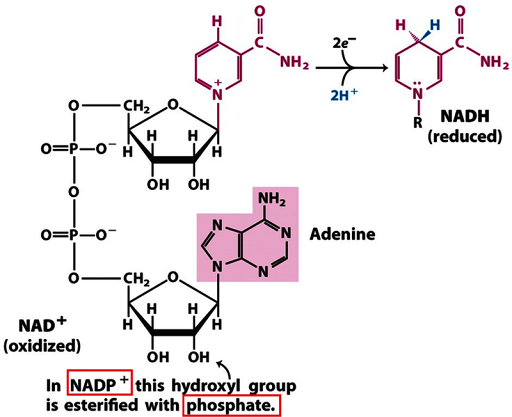 H
O
C
NH₂
2e⁻
2H⁺
H H O
C
NH₂
N⁺
N
R
NADH
(reduced)
O CH₂ O
O=P—O⁻
H H H H
OH OH
O
NH₂
O=P—O⁻
N N
N N
Adenine
O CH₂ O
NAD⁺
(oxidized)
H H H H
OH OH
In NADP⁺ this hydroxyl group
is esterified with phosphate.